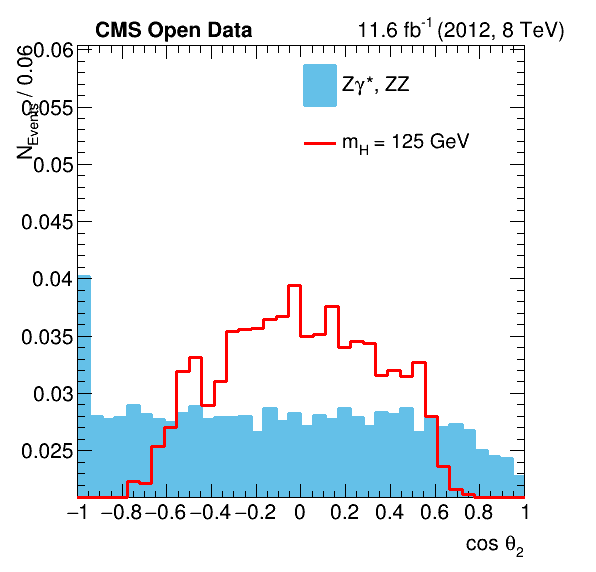 CMS Open Data 11.6 fb⁻¹ (2012, 8 TeV)
N_Events / 0.06
0.06
0.055
0.05
0.045
0.04
0.035
0.03
0.025
Zγ*, ZZ
m_H = 125 GeV
−1 −0.8 −0.6 −0.4 −0.2 0 0.2 0.4 0.6 0.8 1
cos θ₂